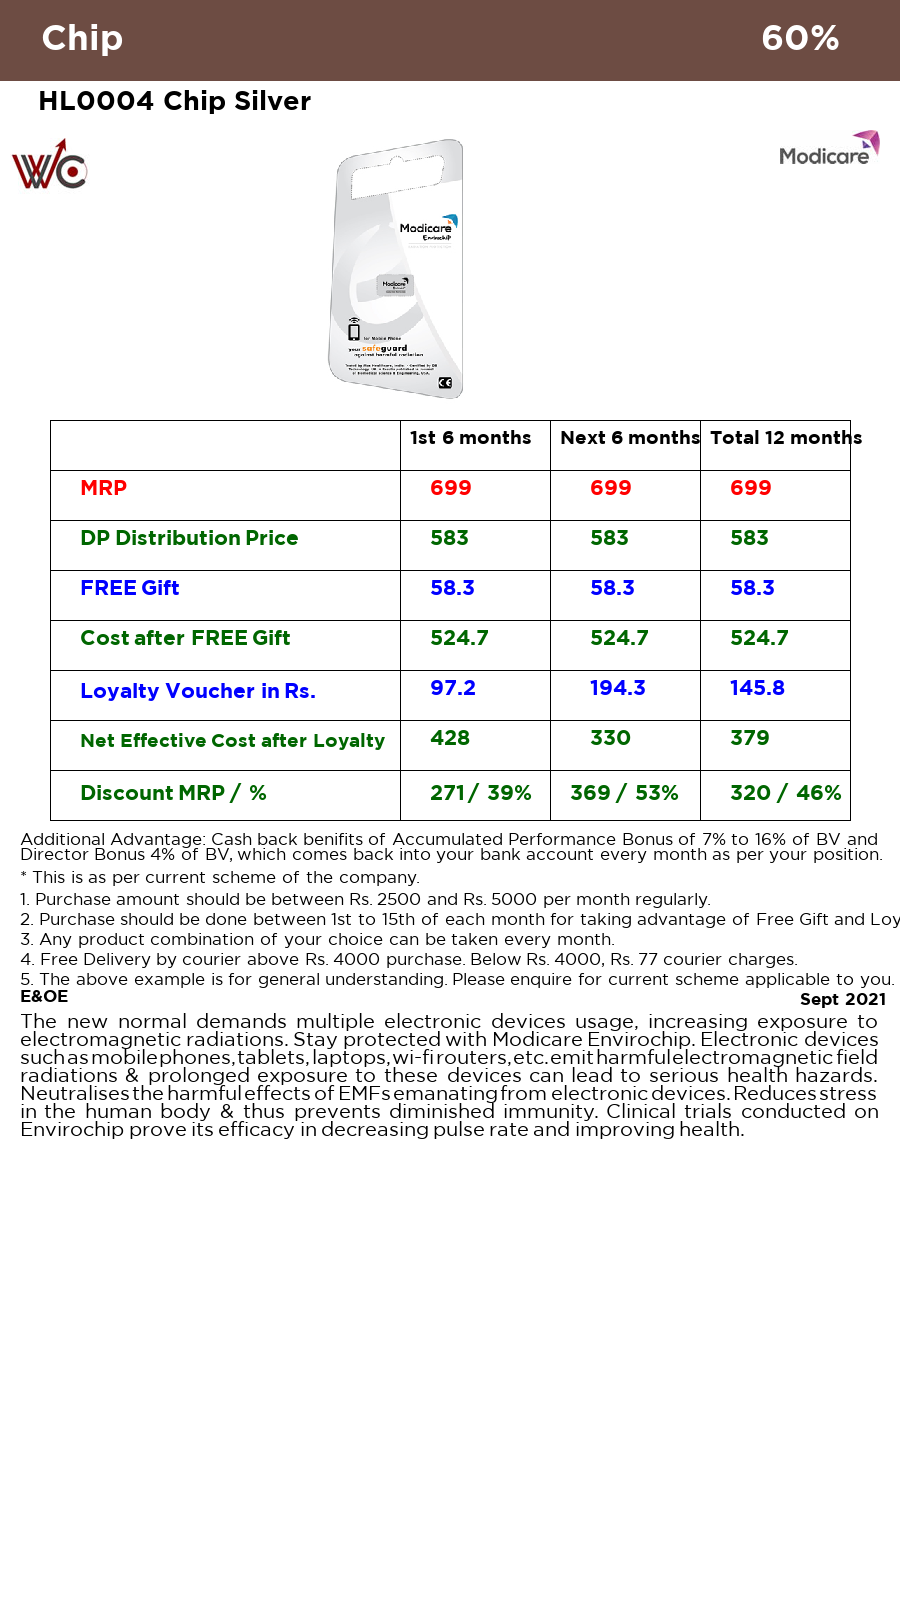 Chip 60%
HL0004 Chip Silver
WC
Modicare
Modicare
Envirochip
Modicare
for Mobile Phone
your safeguard
against harmful radiation
CE
1st 6 months Next 6 months Total 12 months
MRP 699 699 699
DP Distribution Price 583 583 583
FREE Gift 58.3 58.3 58.3
Cost after FREE Gift 524.7 524.7 524.7
Loyalty Voucher in Rs. 97.2 194.3 145.8
Net Effective Cost after Loyalty 428 330 379
Discount MRP / % 271 / 39% 369 / 53% 320 / 46%
Additional Advantage: Cash back benifits of Accumulated Performance Bonus of 7% to 16% of BV and
Director Bonus 4% of BV, which comes back into your bank account every month as per your position.
* This is as per current scheme of the company.
1. Purchase amount should be between Rs. 2500 and Rs. 5000 per month regularly.
2. Purchase should be done between 1st to 15th of each month for taking advantage of Free Gift and Loy
3. Any product combination of your choice can be taken every month.
4. Free Delivery by courier above Rs. 4000 purchase. Below Rs. 4000, Rs. 77 courier charges.
5. The above example is for general understanding. Please enquire for current scheme applicable to you.
E&OE Sept 2021
The new normal demands multiple electronic devices usage, increasing exposure to
electromagnetic radiations. Stay protected with Modicare Envirochip. Electronic devices
such as mobile phones, tablets, laptops, wi-fi routers, etc. emit harmful electromagnetic field
radiations & prolonged exposure to these devices can lead to serious health hazards.
Neutralises the harmful effects of EMFs emanating from electronic devices. Reduces stress
in the human body & thus prevents diminished immunity. Clinical trials conducted on
Envirochip prove its efficacy in decreasing pulse rate and improving health.